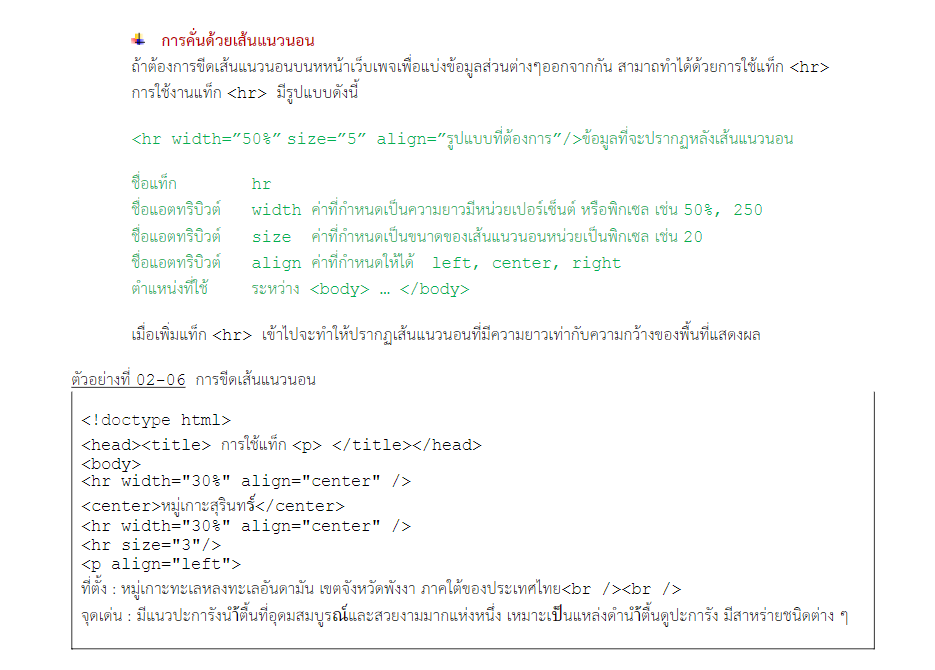 การคั่นด้วยเส้นแนวนอน
ถ้าต้องการขีดเส้นแนวนอนบนหหน้าเว็บเพจเพื่อแบ่งข้อมูลส่วนต่างๆออกจากกัน สามาถทำได้ด้วยการใช้แท็ก <hr>
การใช้งานแท็ก <hr> มีรูปแบบดังนี้
<hr width=”50%” size=”5” align=”รูปแบบที่ต้องการ”/>ข้อมูลที่จะปรากฏหลังเส้นแนวนอน
ชื่อแท็ก hr
ชื่อแอตทริบิวต์ width ค่าที่กำหนดเป็นความยาวมีหน่วยเปอร์เซ็นต์ หรือพิกเซล เช่น 50%, 250
ชื่อแอตทริบิวต์ size ค่าที่กำหนดเป็นขนาดของเส้นแนวนอนหน่วยเป็นพิกเซล เช่น 20
ชื่อแอตทริบิวต์ align ค่าที่กำหนดให้ได้ left, center, right
ตำแหน่งที่ใช้ ระหว่าง <body> … </body>
เมื่อเพิ่มแท็ก <hr> เข้าไปจะทำให้ปรากฏเส้นแนวนอนที่มีความยาวเท่ากับความกว้างของพื้นที่แสดงผล
ตัวอย่างที่ 02-06 การขีดเส้นแนวนอน
<!doctype html>
<head><title> การใช้แท็ก <p> </title></head>
<body>
<hr width="30%" align="center" />
<center>หมู่เกาะสุรินทร์</center>
<hr width="30%" align="center" />
<hr size="3"/>
<p align="left">
ที่ตั้ง : หมู่เกาะทะเลหลงทะเลอันดามัน เขตจังหวัดพังงา ภาคใต้ของประเทศไทย<br /><br />
จุดเด่น : มีแนวปะการังน้ำตื้นที่อุดมสมบูรณ์และสวยงามมากแห่งหนึ่ง เหมาะเป็นแหล่งดำน้ำตื้นดูปะการัง มีสาหร่ายชนิดต่าง ๆ